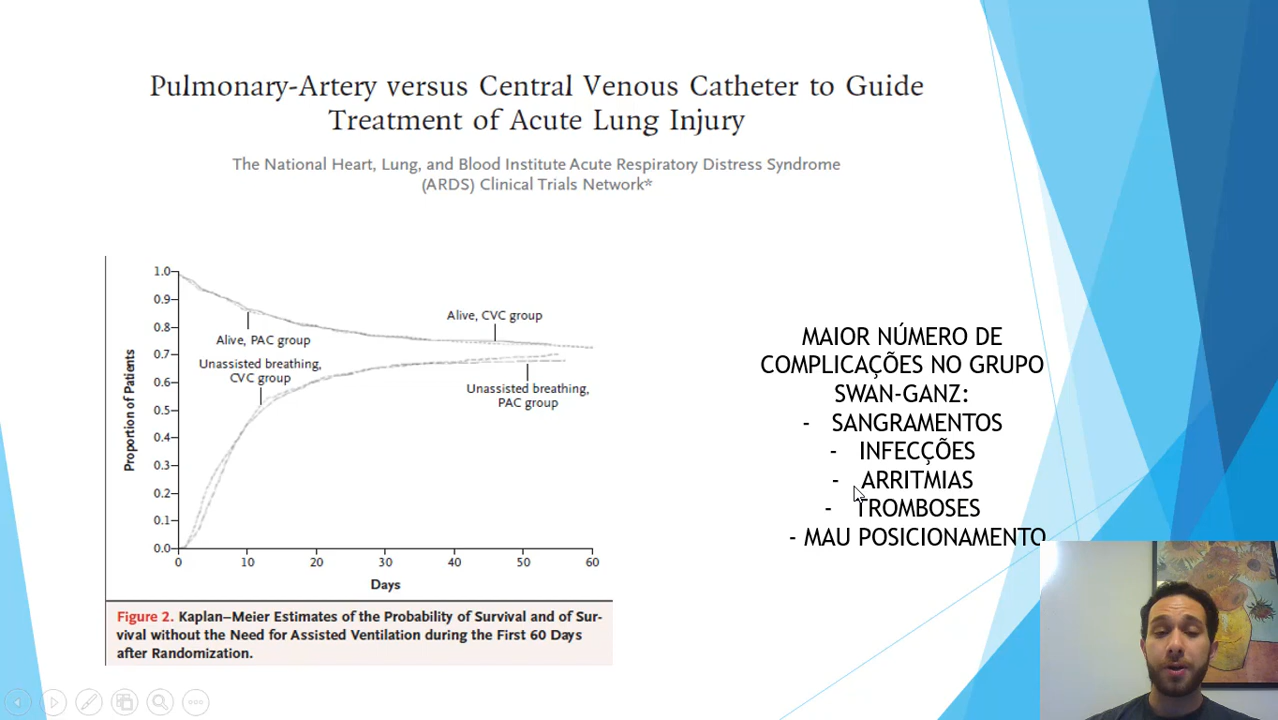 Pulmonary-Artery versus Central Venous Catheter to Guide
Treatment of Acute Lung Injury
The National Heart, Lung, and Blood Institute Acute Respiratory Distress Syndrome
(ARDS) Clinical Trials Network*
Proportion of Patients
1.0
0.9
0.8
0.7
0.6
0.5
0.4
0.3
0.2
0.1
0.0
Alive, CVC group
Alive, PAC group
Unassisted breathing,
CVC group
Unassisted breathing,
PAC group
0 10 20 30 40 50 60
Days
Figure 2. Kaplan–Meier Estimates of the Probability of Survival and of Sur-
vival without the Need for Assisted Ventilation during the First 60 Days
after Randomization.
MAIOR NÚMERO DE
COMPLICAÇÕES NO GRUPO
SWAN-GANZ:
- SANGRAMENTOS
- INFECÇÕES
- ARRITMIAS
- TROMBOSES
- MAU POSICIONAMENTO